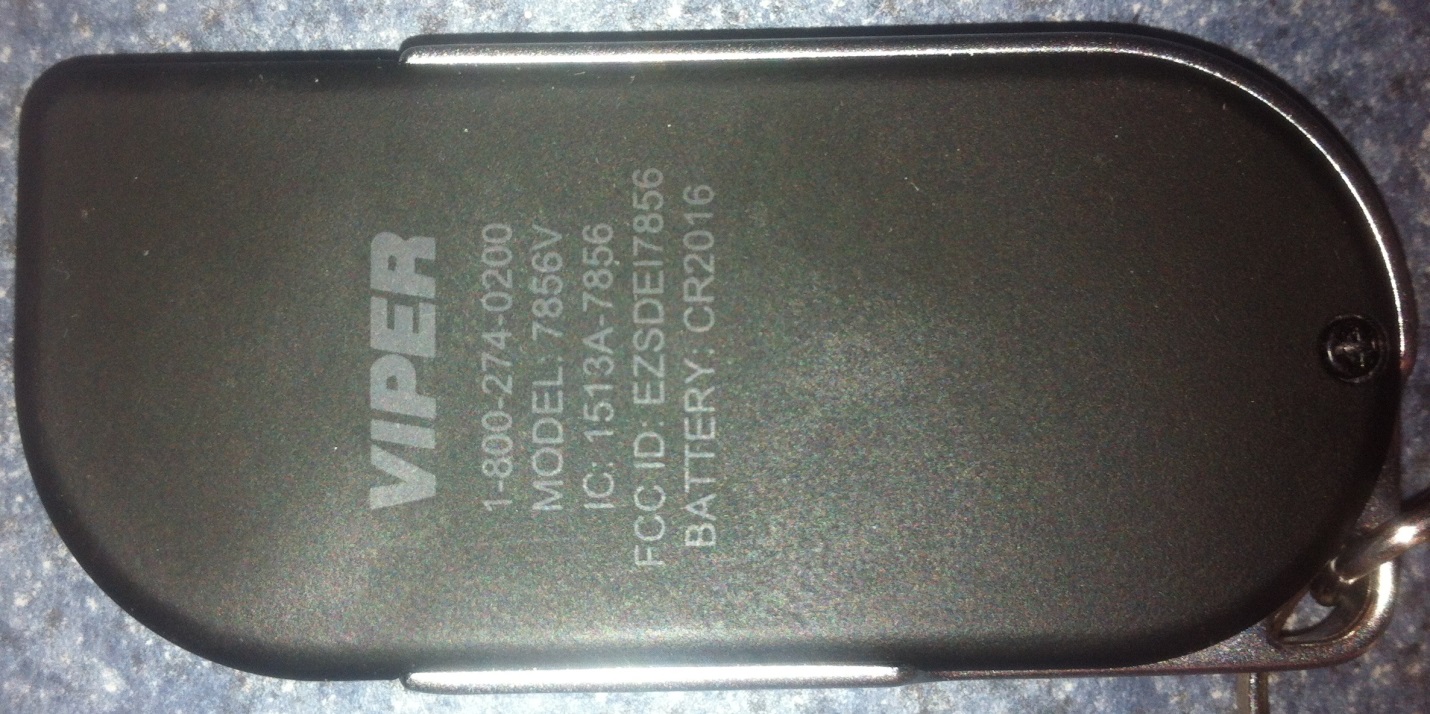 VIPER
1-800-274-0200
MODEL: 7856V
IC: 1513A-7856
FCC ID: EZSDEI7856
BATTERY: CR2016